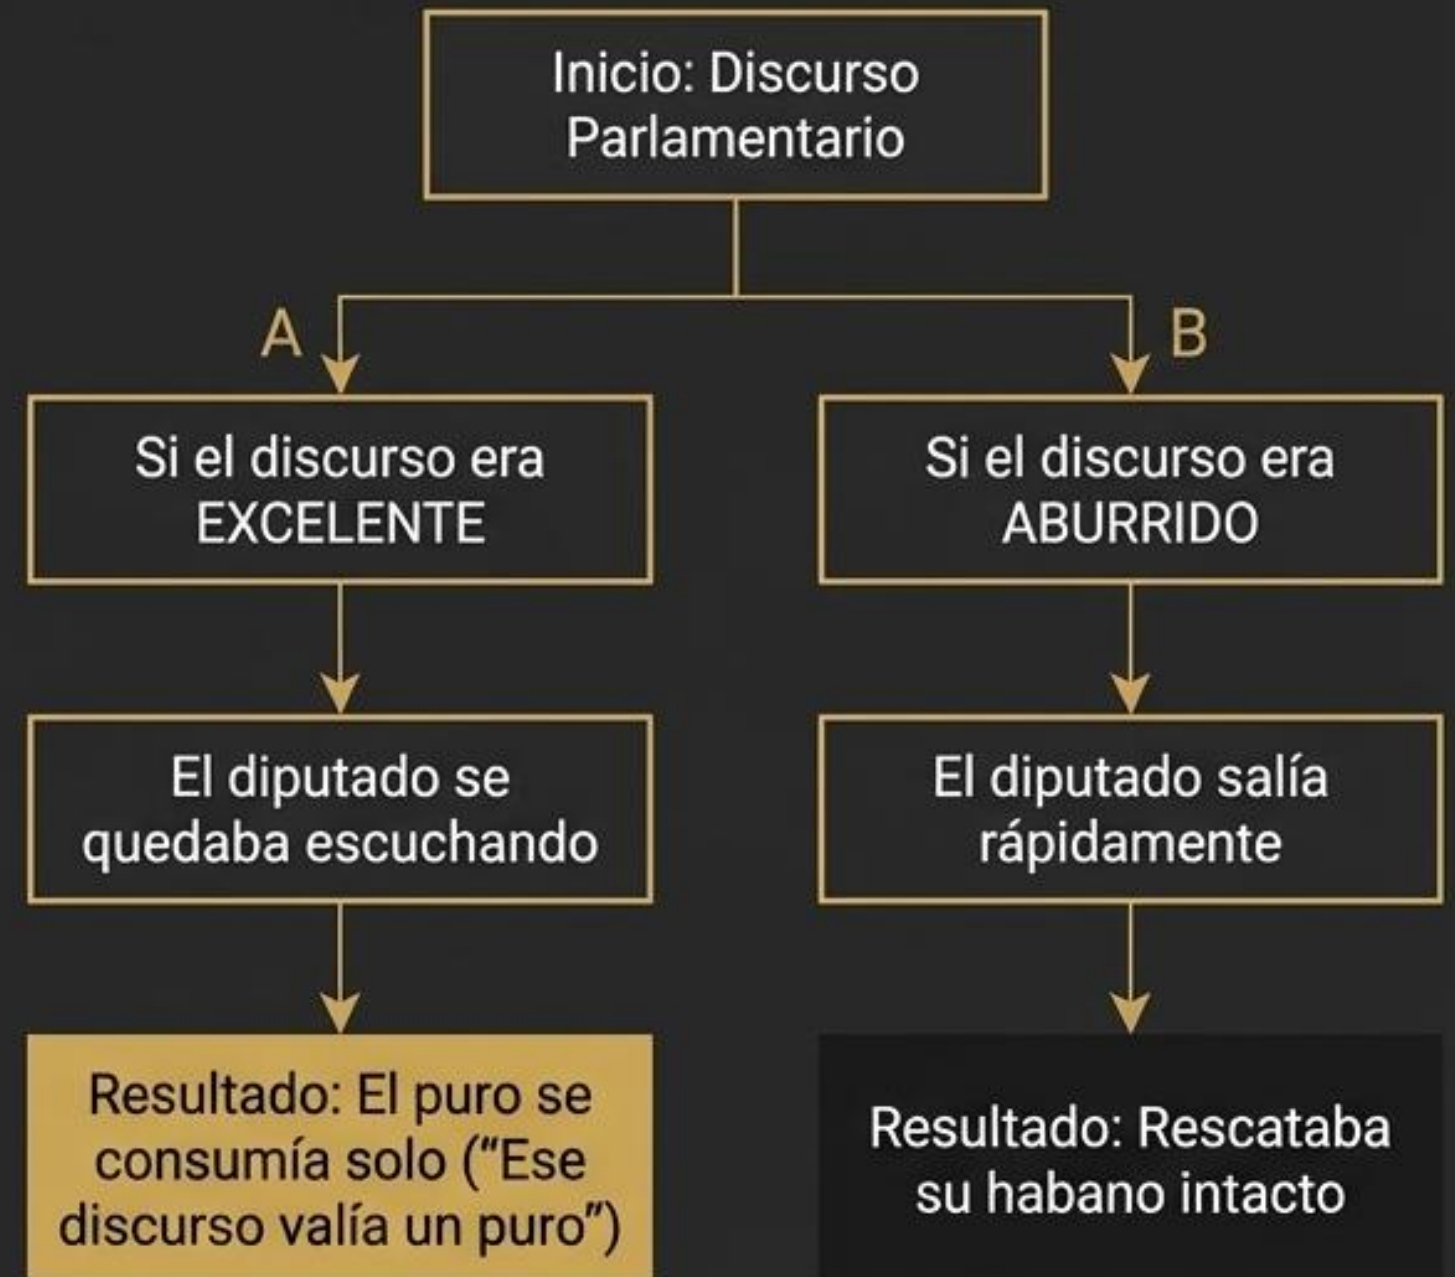 Inicio: Discurso
Parlamentario
A
B
Si el discurso era
EXCELENTE
Si el discurso era
ABURRIDO
El diputado se
quedaba escuchando
El diputado salía
rápidamente
Resultado: El puro se
consumía solo (“Ese
discurso valía un puro”)
Resultado: Rescataba
su habano intacto